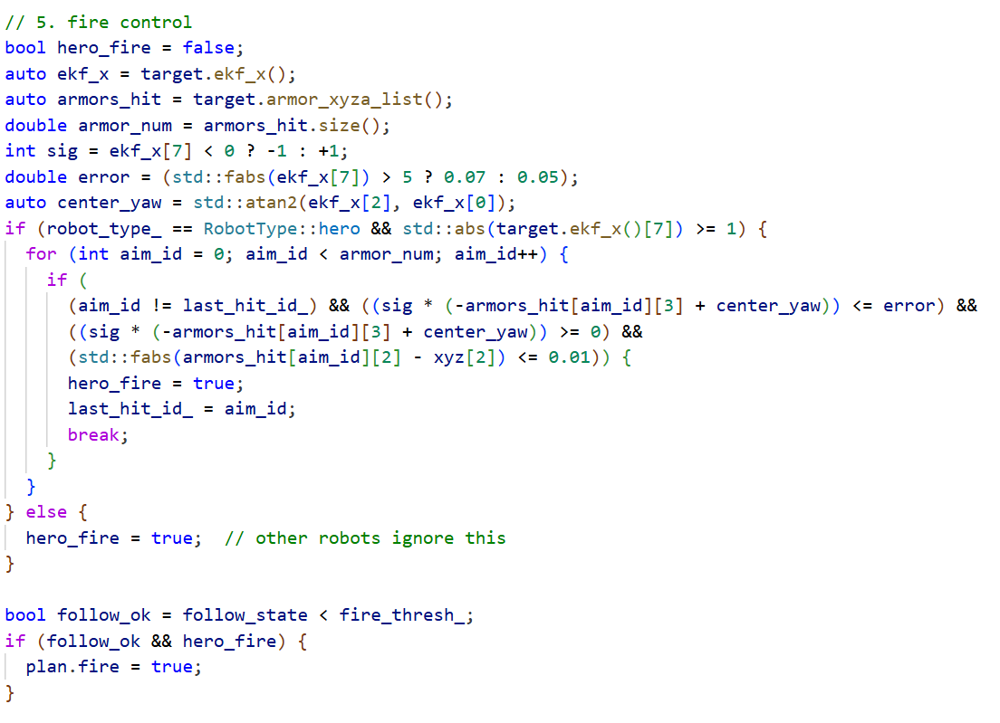 // 5. fire control
bool hero_fire = false;
auto ekf_x = target.ekf_x();
auto armors_hit = target.armor_xyza_list();
double armor_num = armors_hit.size();
int sig = ekf_x[7] < 0 ? -1 : +1;
double error = (std::fabs(ekf_x[7]) > 5 ? 0.07 : 0.05);
auto center_yaw = std::atan2(ekf_x[2], ekf_x[0]);
if (robot_type_ == RobotType::hero && std::abs(target.ekf_x()[7]) >= 1) {
  for (int aim_id = 0; aim_id < armor_num; aim_id++) {
    if (
      (aim_id != last_hit_id_) && ((sig * (-armors_hit[aim_id][3] + center_yaw)) <= error) &&
      ((sig * (-armors_hit[aim_id][3] + center_yaw)) >= 0) &&
      (std::fabs(armors_hit[aim_id][2] - xyz[2]) <= 0.01)) {
      hero_fire = true;
      last_hit_id_ = aim_id;
      break;
    }
  }
} else {
  hero_fire = true;  // other robots ignore this
}

bool follow_ok = follow_state < fire_thresh_;
if (follow_ok && hero_fire) {
  plan.fire = true;
}